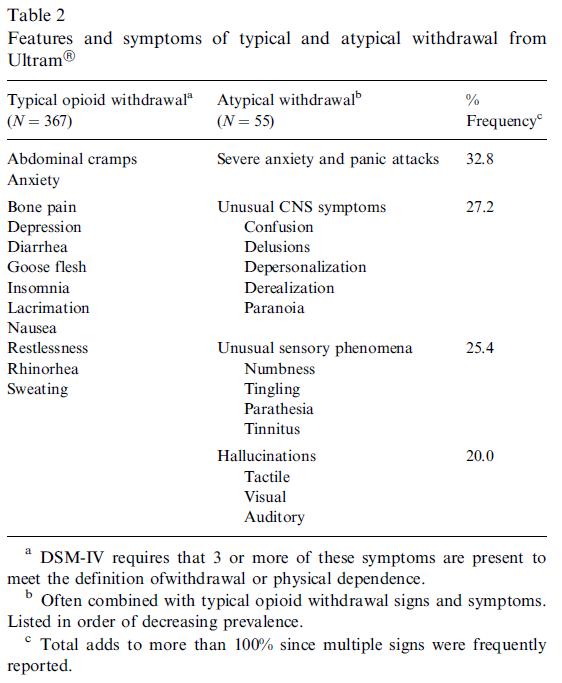 Table 2
Features and symptoms of typical and atypical withdrawal from
Ultram®
Typical opioid withdrawalᵃ Atypical withdrawalᵇ %
(N = 367) (N = 55) Frequencyᶜ
Abdominal cramps Severe anxiety and panic attacks 32.8
Anxiety
Bone pain Unusual CNS symptoms 27.2
Depression Confusion
Diarrhea Delusions
Goose flesh Depersonalization
Insomnia Derealization
Lacrimation Paranoia
Nausea
Restlessness Unusual sensory phenomena 25.4
Rhinorhea Numbness
Sweating Tingling
Parathesia
Tinnitus
Hallucinations 20.0
Tactile
Visual
Auditory
ᵃ DSM-IV requires that 3 or more of these symptoms are present to
meet the definition ofwithdrawal or physical dependence.
ᵇ Often combined with typical opioid withdrawal signs and symptoms.
Listed in order of decreasing prevalence.
ᶜ Total adds to more than 100% since multiple signs were frequently
reported.